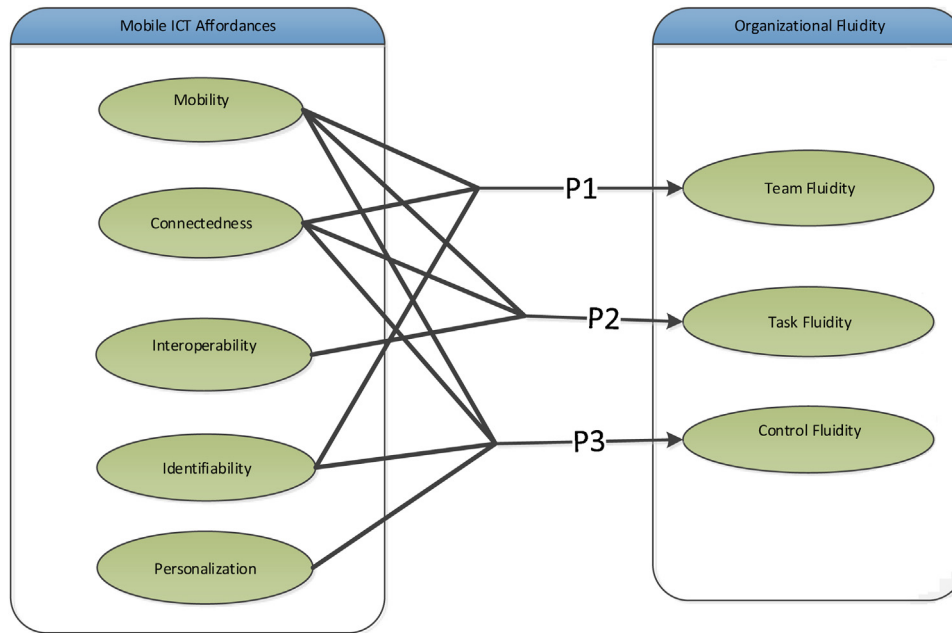 Mobile ICT Affordances
Mobility
Connectedness
Interoperability
Identifiability
Personalization
P1
P2
P3
Organizational Fluidity
Team Fluidity
Task Fluidity
Control Fluidity